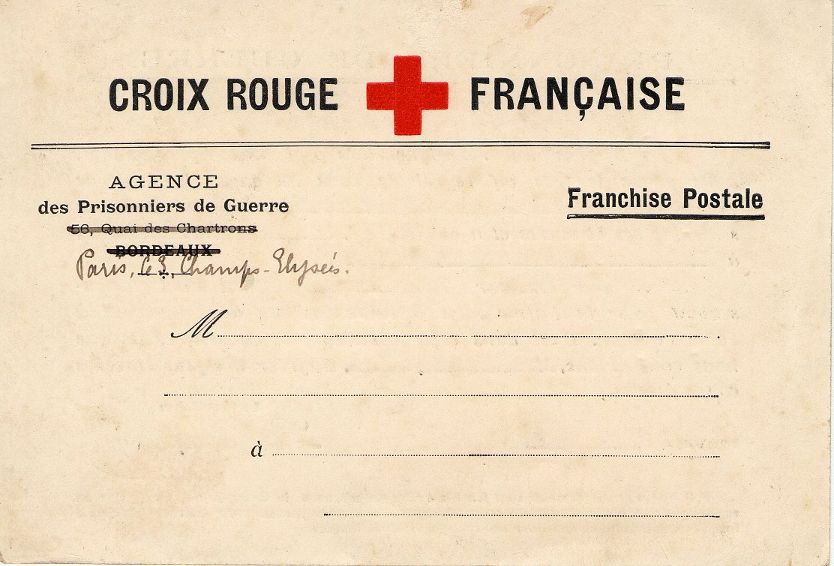 CROIX ROUGE FRANÇAISE
AGENCE
des Prisonniers de Guerre
56, Quai des Chartrons
BORDEAUX
Paris, 63, Champs-Elysées.
Franchise Postale
M
à